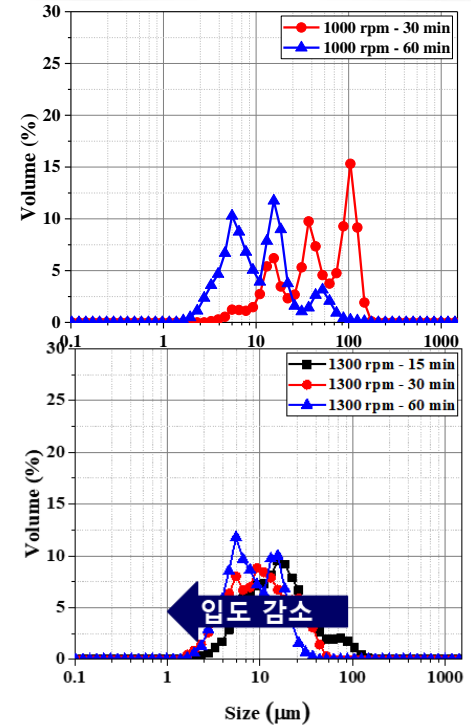 30
25
20
15
10
5
0
Volume (%)
1000 rpm - 30 min
1000 rpm - 60 min
0.1
1
10
100
1000
30
25
20
15
10
5
0
Volume (%)
1300 rpm - 15 min
1300 rpm - 30 min
1300 rpm - 60 min
입도 감소
0.1
1
10
100
1000
Size (μm)